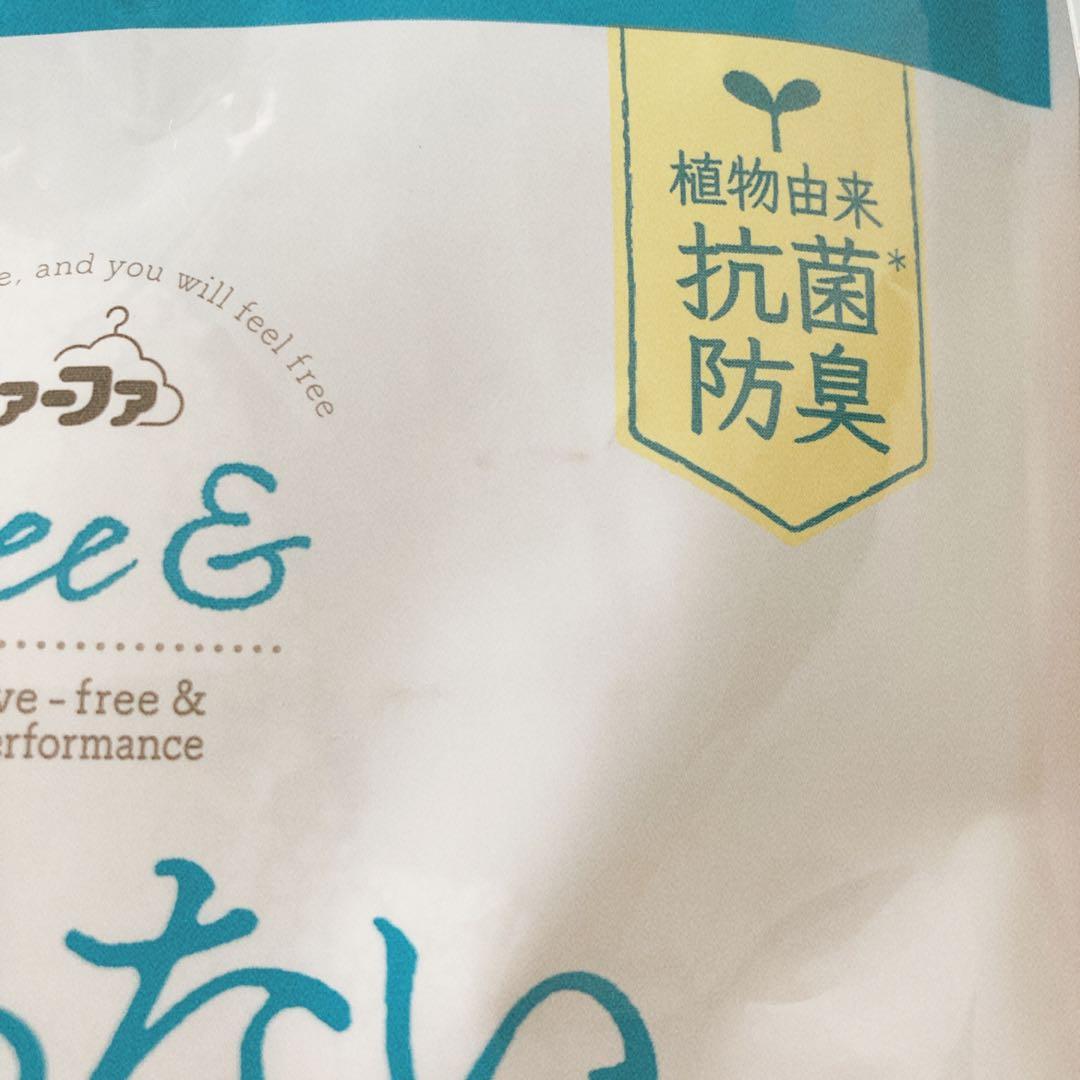 植物由来
抗菌*
防臭
e, and you will feel free
ァーファ
ee &
ve - free &
erformance